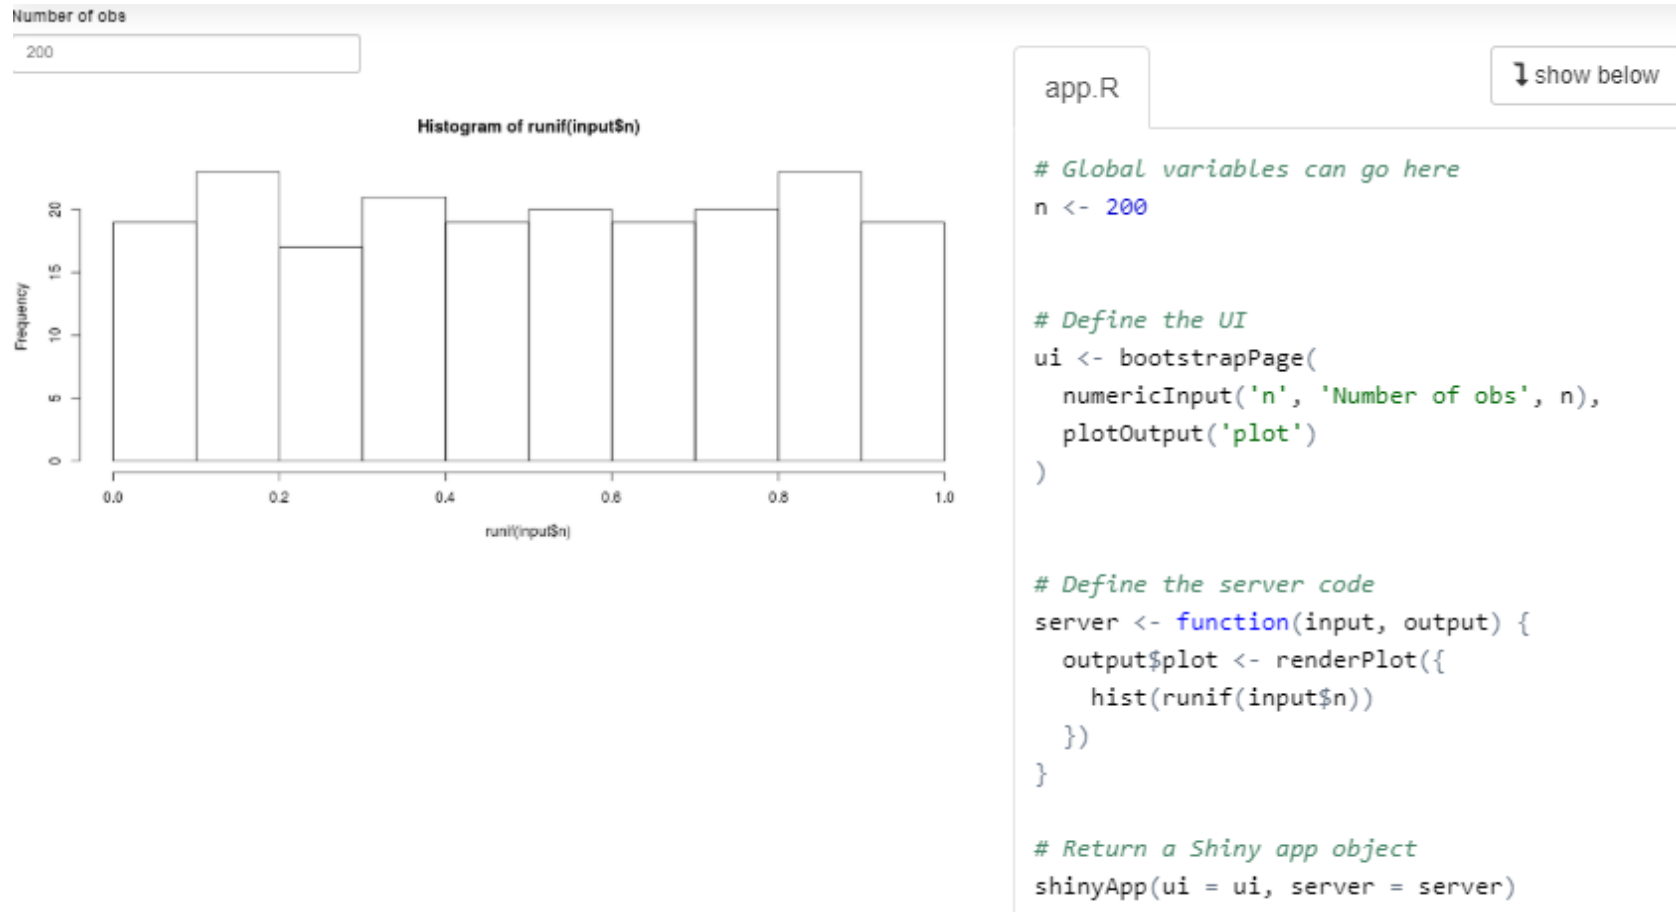 Number of obs
200
Histogram of runif(input$n)
Frequency
20
15
10
5
0
0.0 0.2 0.4 0.6 0.8 1.0
runif(input$n)
app.R
show below
# Global variables can go here
n <- 200
# Define the UI
ui <- bootstrapPage(
  numericInput('n', 'Number of obs', n),
  plotOutput('plot')
)
# Define the server code
server <- function(input, output) {
  output$plot <- renderPlot({
    hist(runif(input$n))
  })
}
# Return a Shiny app object
shinyApp(ui = ui, server = server)